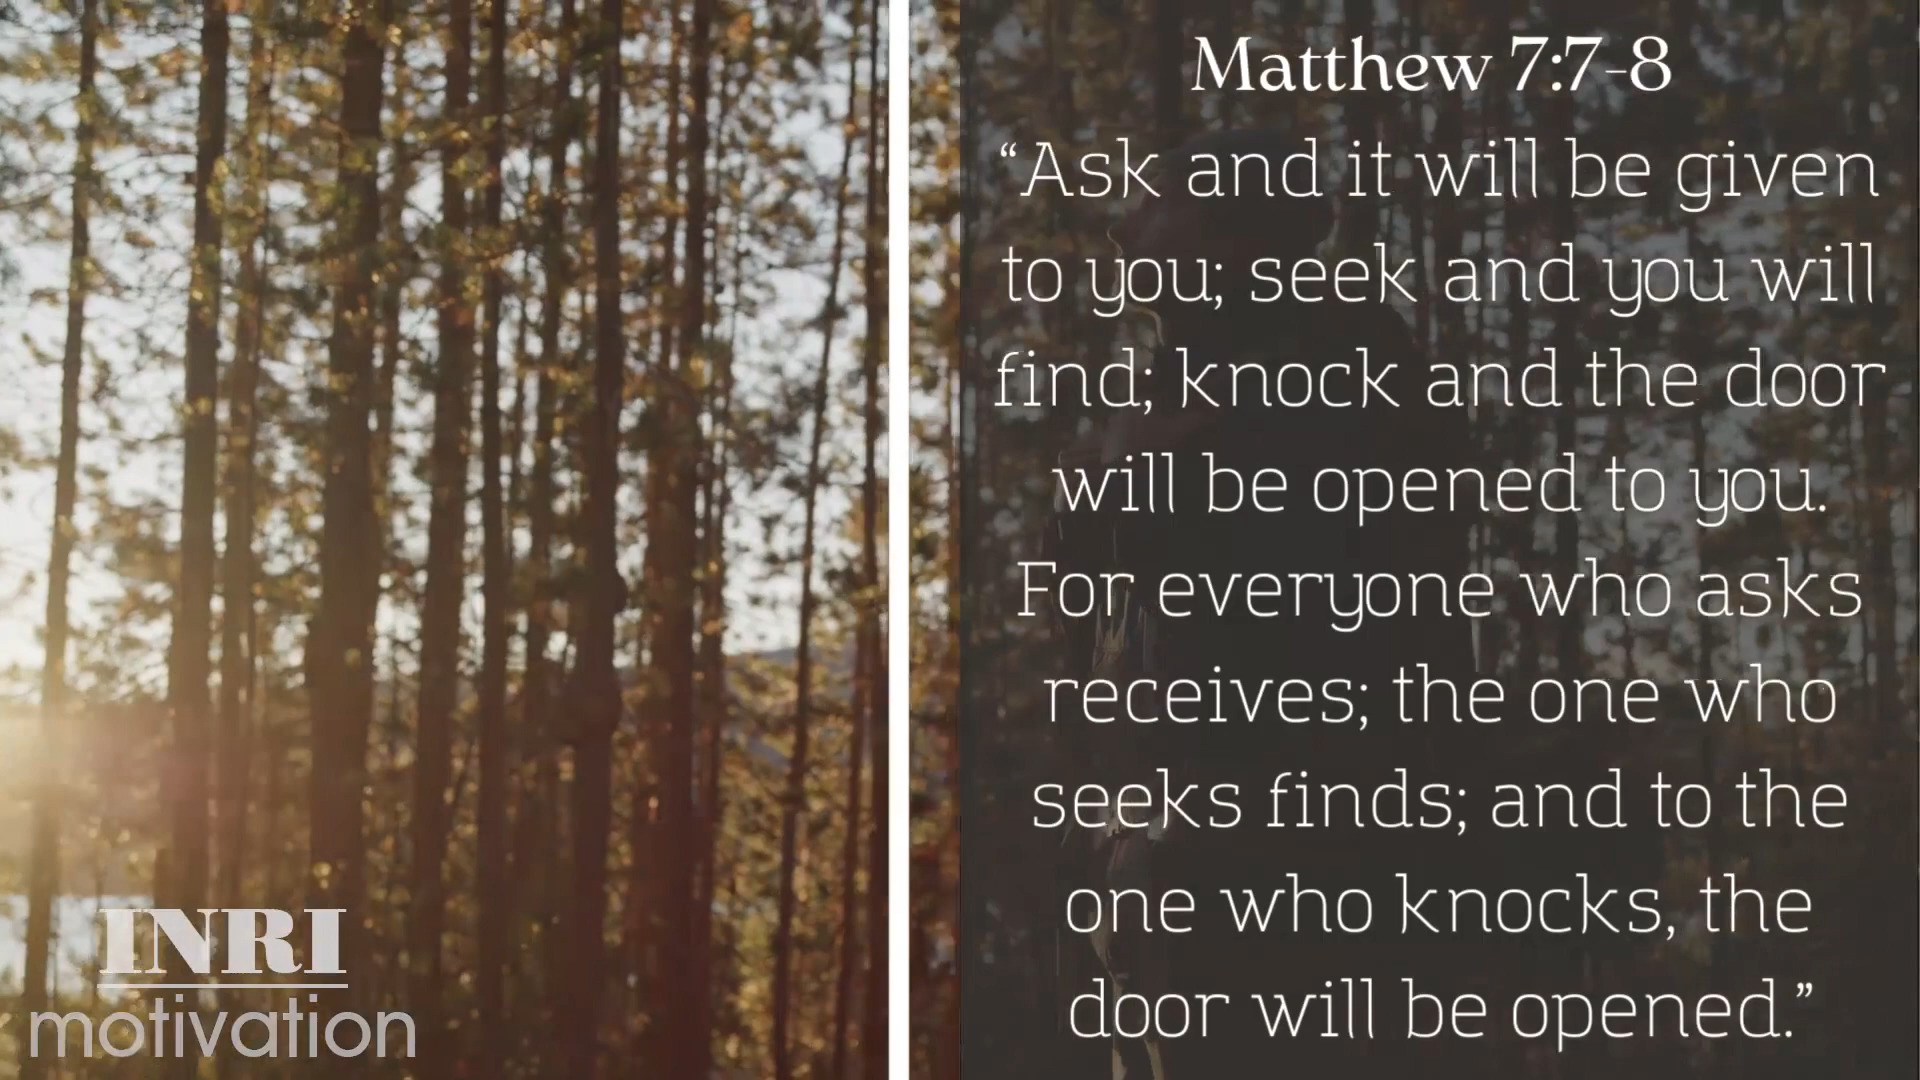 Matthew 7:7-8
“Ask and it will be given
to you; seek and you will
find; knock and the door
will be opened to you.
For everyone who asks
receives; the one who
seeks finds; and to the
one who knocks, the
door will be opened.”
INRI
motivation